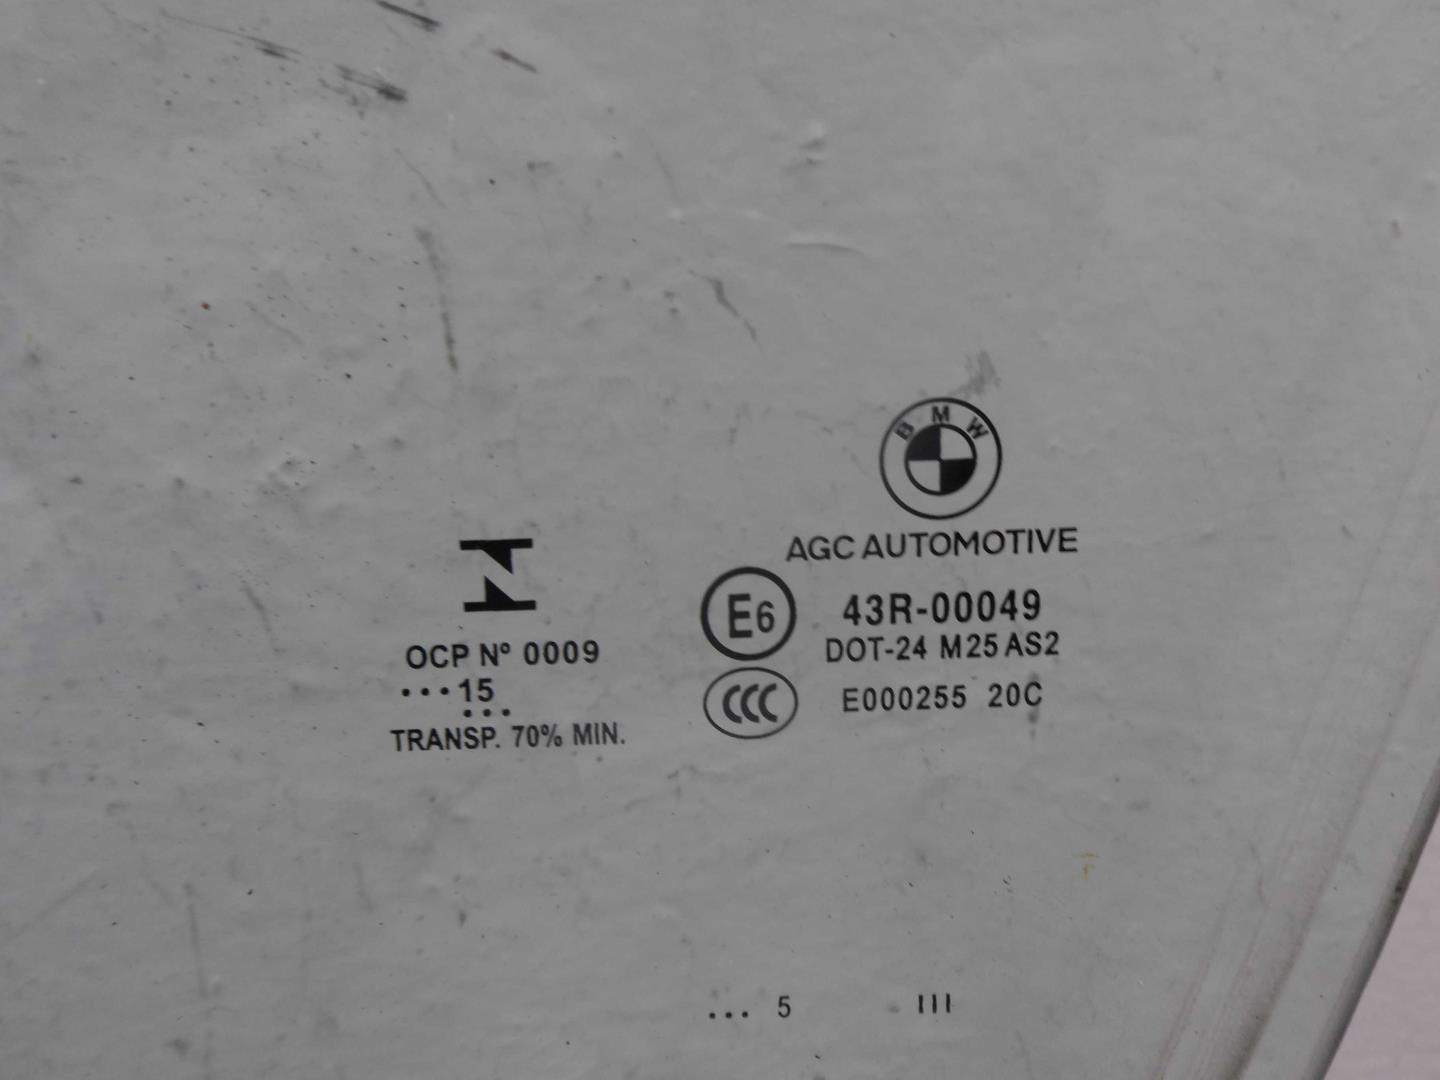 BMW
AGC AUTOMOTIVE
E6 43R-00049
DOT-24 M25 AS2
CCC E000255 20C
OCP Nº 0009
...15
...
TRANSP. 70% MIN.
... 5 III